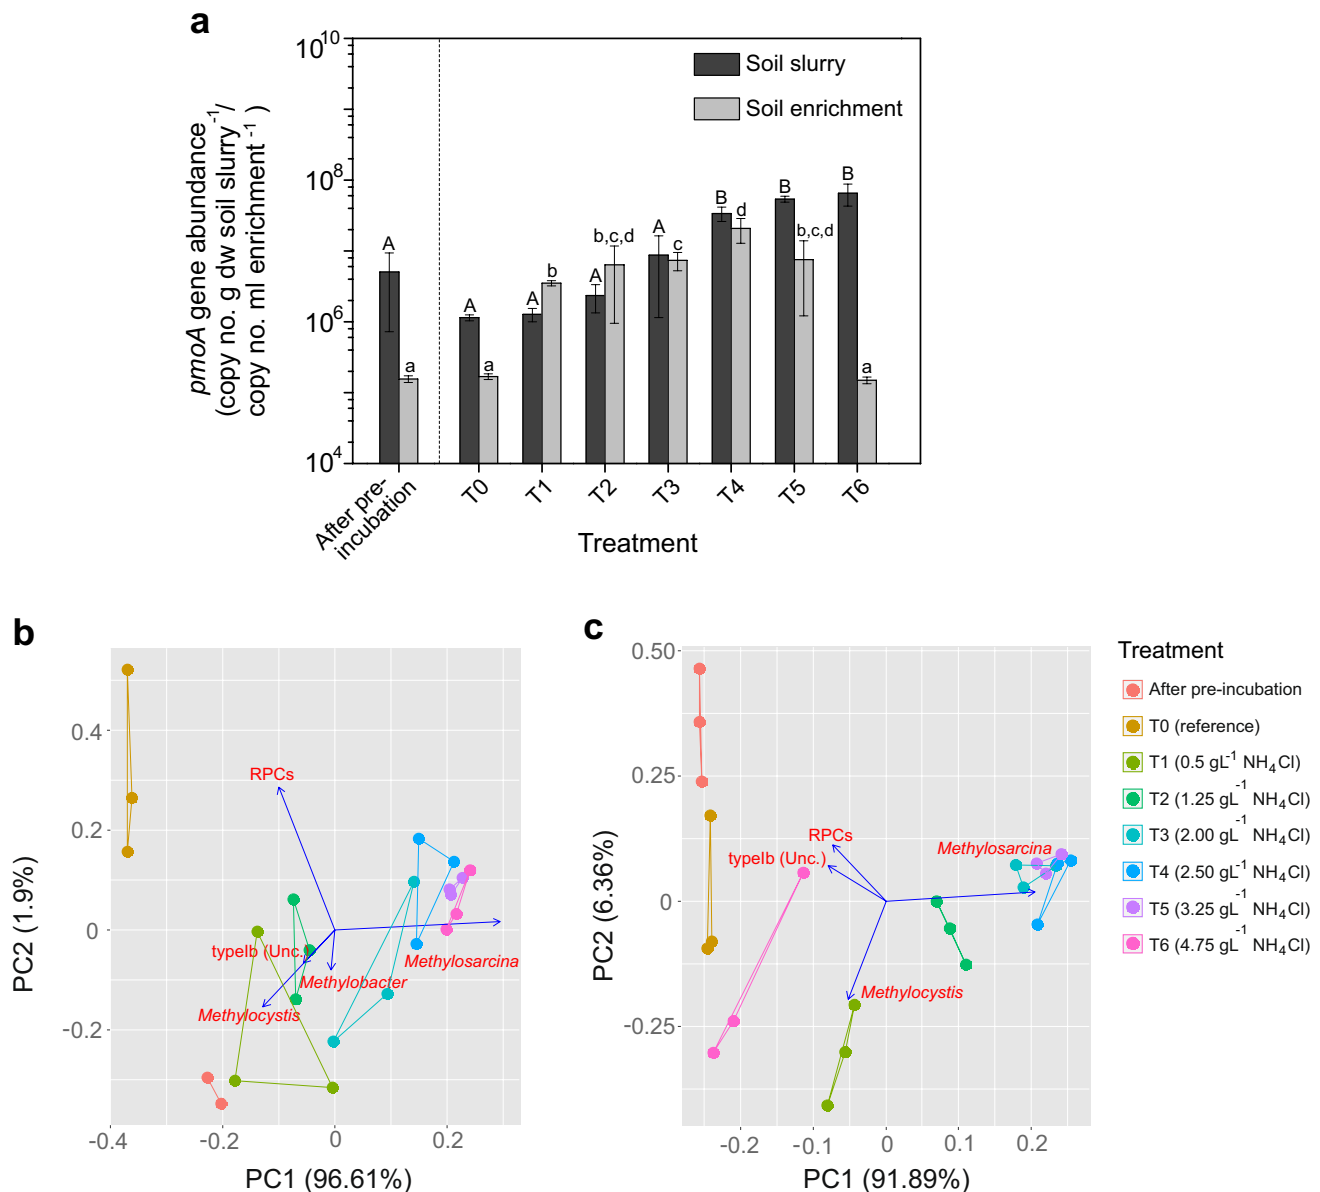 a
10^10
10^8
10^6
10^4
pmoA gene abundance
(copy no. g dw soil slurry^-1/
copy no. ml enrichment^-1)
Soil slurry
Soil enrichment
A
a
A
a
A
b
A
b,c,d
A
c
B
d
B
b,c,d
B
a
After pre-
incubation
T0
T1
T2
T3
T4
T5
T6
Treatment
b
0.4
0.2
0
-0.2
PC2 (1.9%)
RPCs
typeIb (Unc.)
Methylobacter
Methylocystis
Methylosarcina
-0.4
-0.2
0
0.2
PC1 (96.61%)
c
0.50
0.25
0
-0.25
PC2 (6.36%)
RPCs
typeIb (Unc.)
Methylosarcina
Methylocystis
-0.2
-0.1
0
0.1
0.2
PC1 (91.89%)
Treatment
After pre-incubation
T0 (reference)
T1 (0.5 gL^-1 NH4Cl)
T2 (1.25 gL^-1 NH4Cl)
T3 (2.00 gL^-1 NH4Cl)
T4 (2.50 gL^-1 NH4Cl)
T5 (3.25 gL^-1 NH4Cl)
T6 (4.75 gL^-1 NH4Cl)